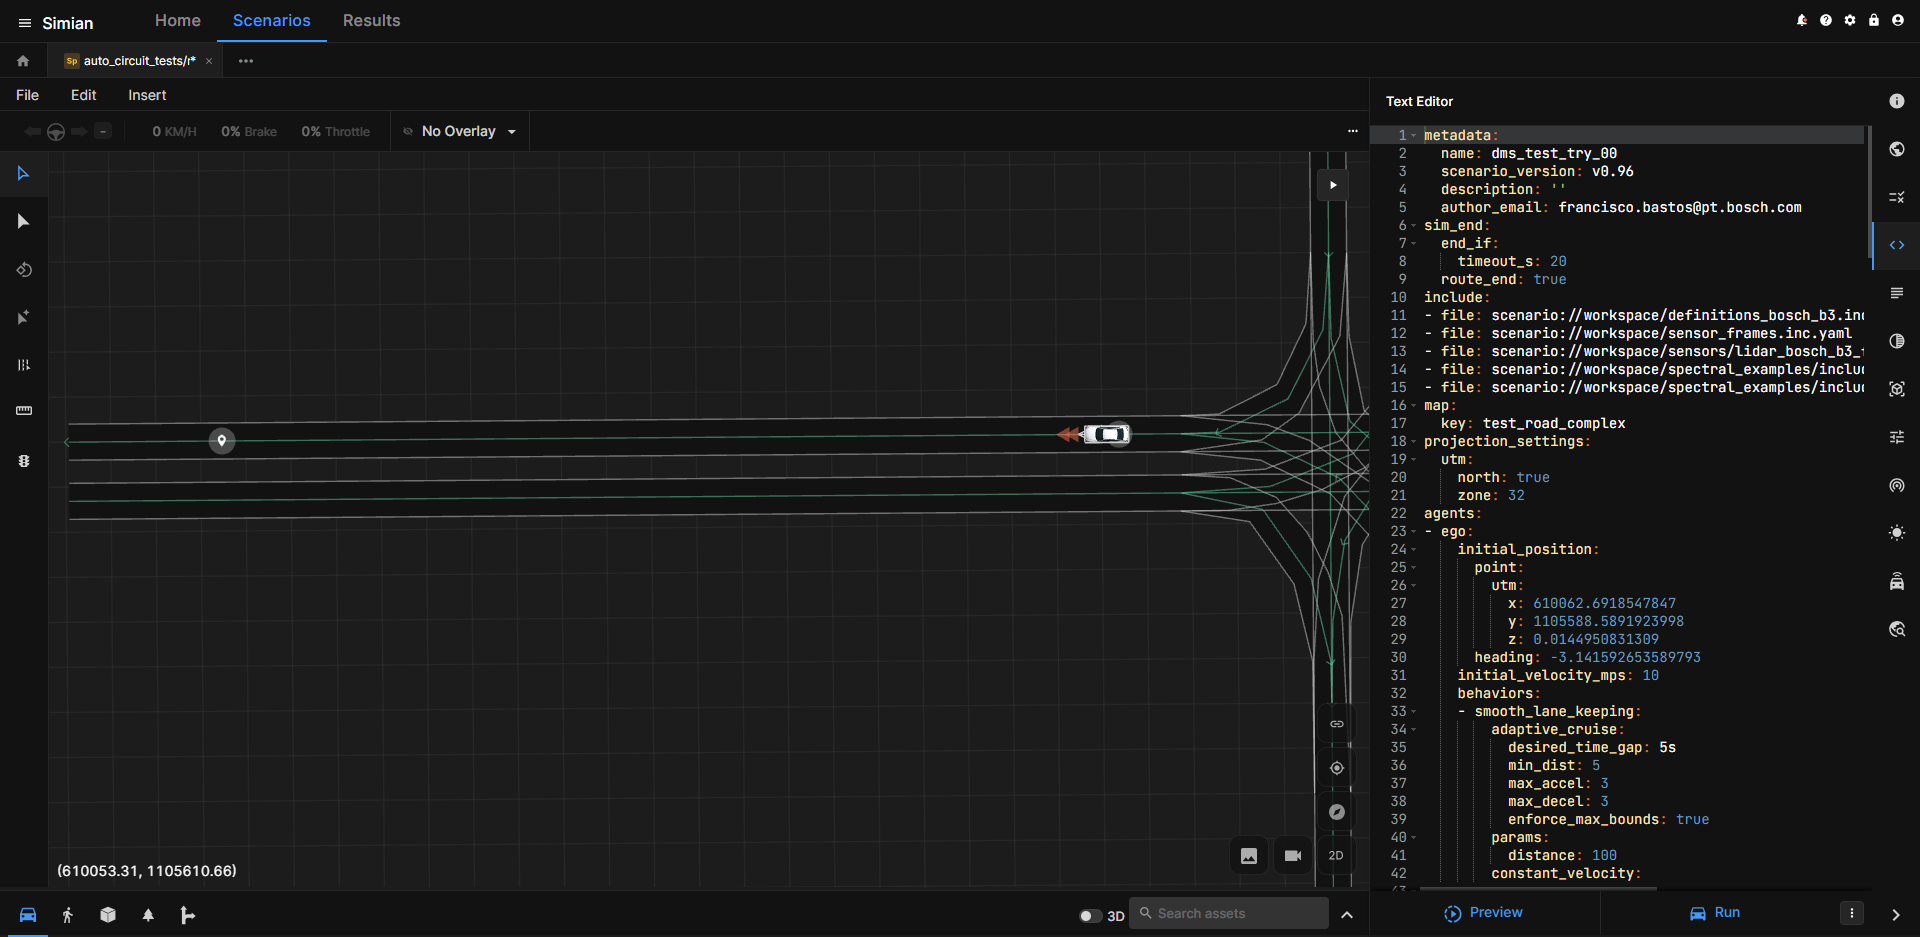 Simian
Home
Scenarios
Results
Sp auto_circuit_tests/r* ×
File
Edit
Insert
0 KM/H
0% Brake
0% Throttle
No Overlay
Text Editor
1 metadata:
2 name: dms_test_try_00
3 scenario_version: v0.96
4 description: ''
5 author_email: francisco.bastos@pt.bosch.com
6 sim_end:
7 end_if:
8 timeout_s: 20
9 route_end: true
10 include:
11 - file: scenario://workspace/definitions_bosch_b3.inc
12 - file: scenario://workspace/sensor_frames.inc.yaml
13 - file: scenario://workspace/sensors/lidar_bosch_b3_
14 - file: scenario://workspace/spectral_examples/includ
15 - file: scenario://workspace/spectral_examples/includ
16 map:
17 key: test_road_complex
18 projection_settings:
19 utm:
20 north: true
21 zone: 32
22 agents:
23 - ego:
24 initial_position:
25 point:
26 utm:
27 x: 610062.6918547847
28 y: 1105588.5891923998
29 z: 0.0144950831309
30 heading: -3.141592653589793
31 initial_velocity_mps: 10
32 behaviors:
33 - smooth_lane_keeping:
34 adaptive_cruise:
35 desired_time_gap: 5s
36 min_dist: 5
37 max_accel: 3
38 max_decel: 3
39 enforce_max_bounds: true
40 params:
41 distance: 100
42 constant_velocity:
2D
(610053.31, 1105610.66)
3D
Search assets
Preview
Run